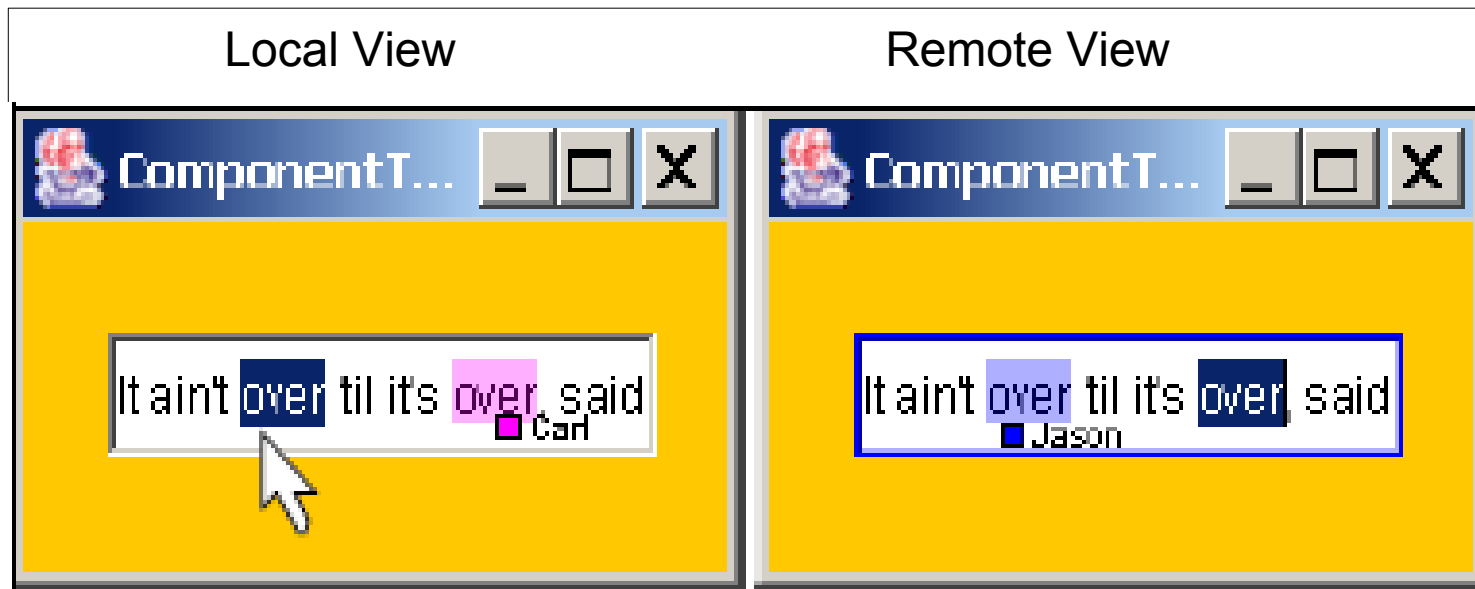 Local View Remote View
ComponentT... ComponentT...
It ain't over 'til it's over, said It ain't over 'til it's over, said
Carl Jason